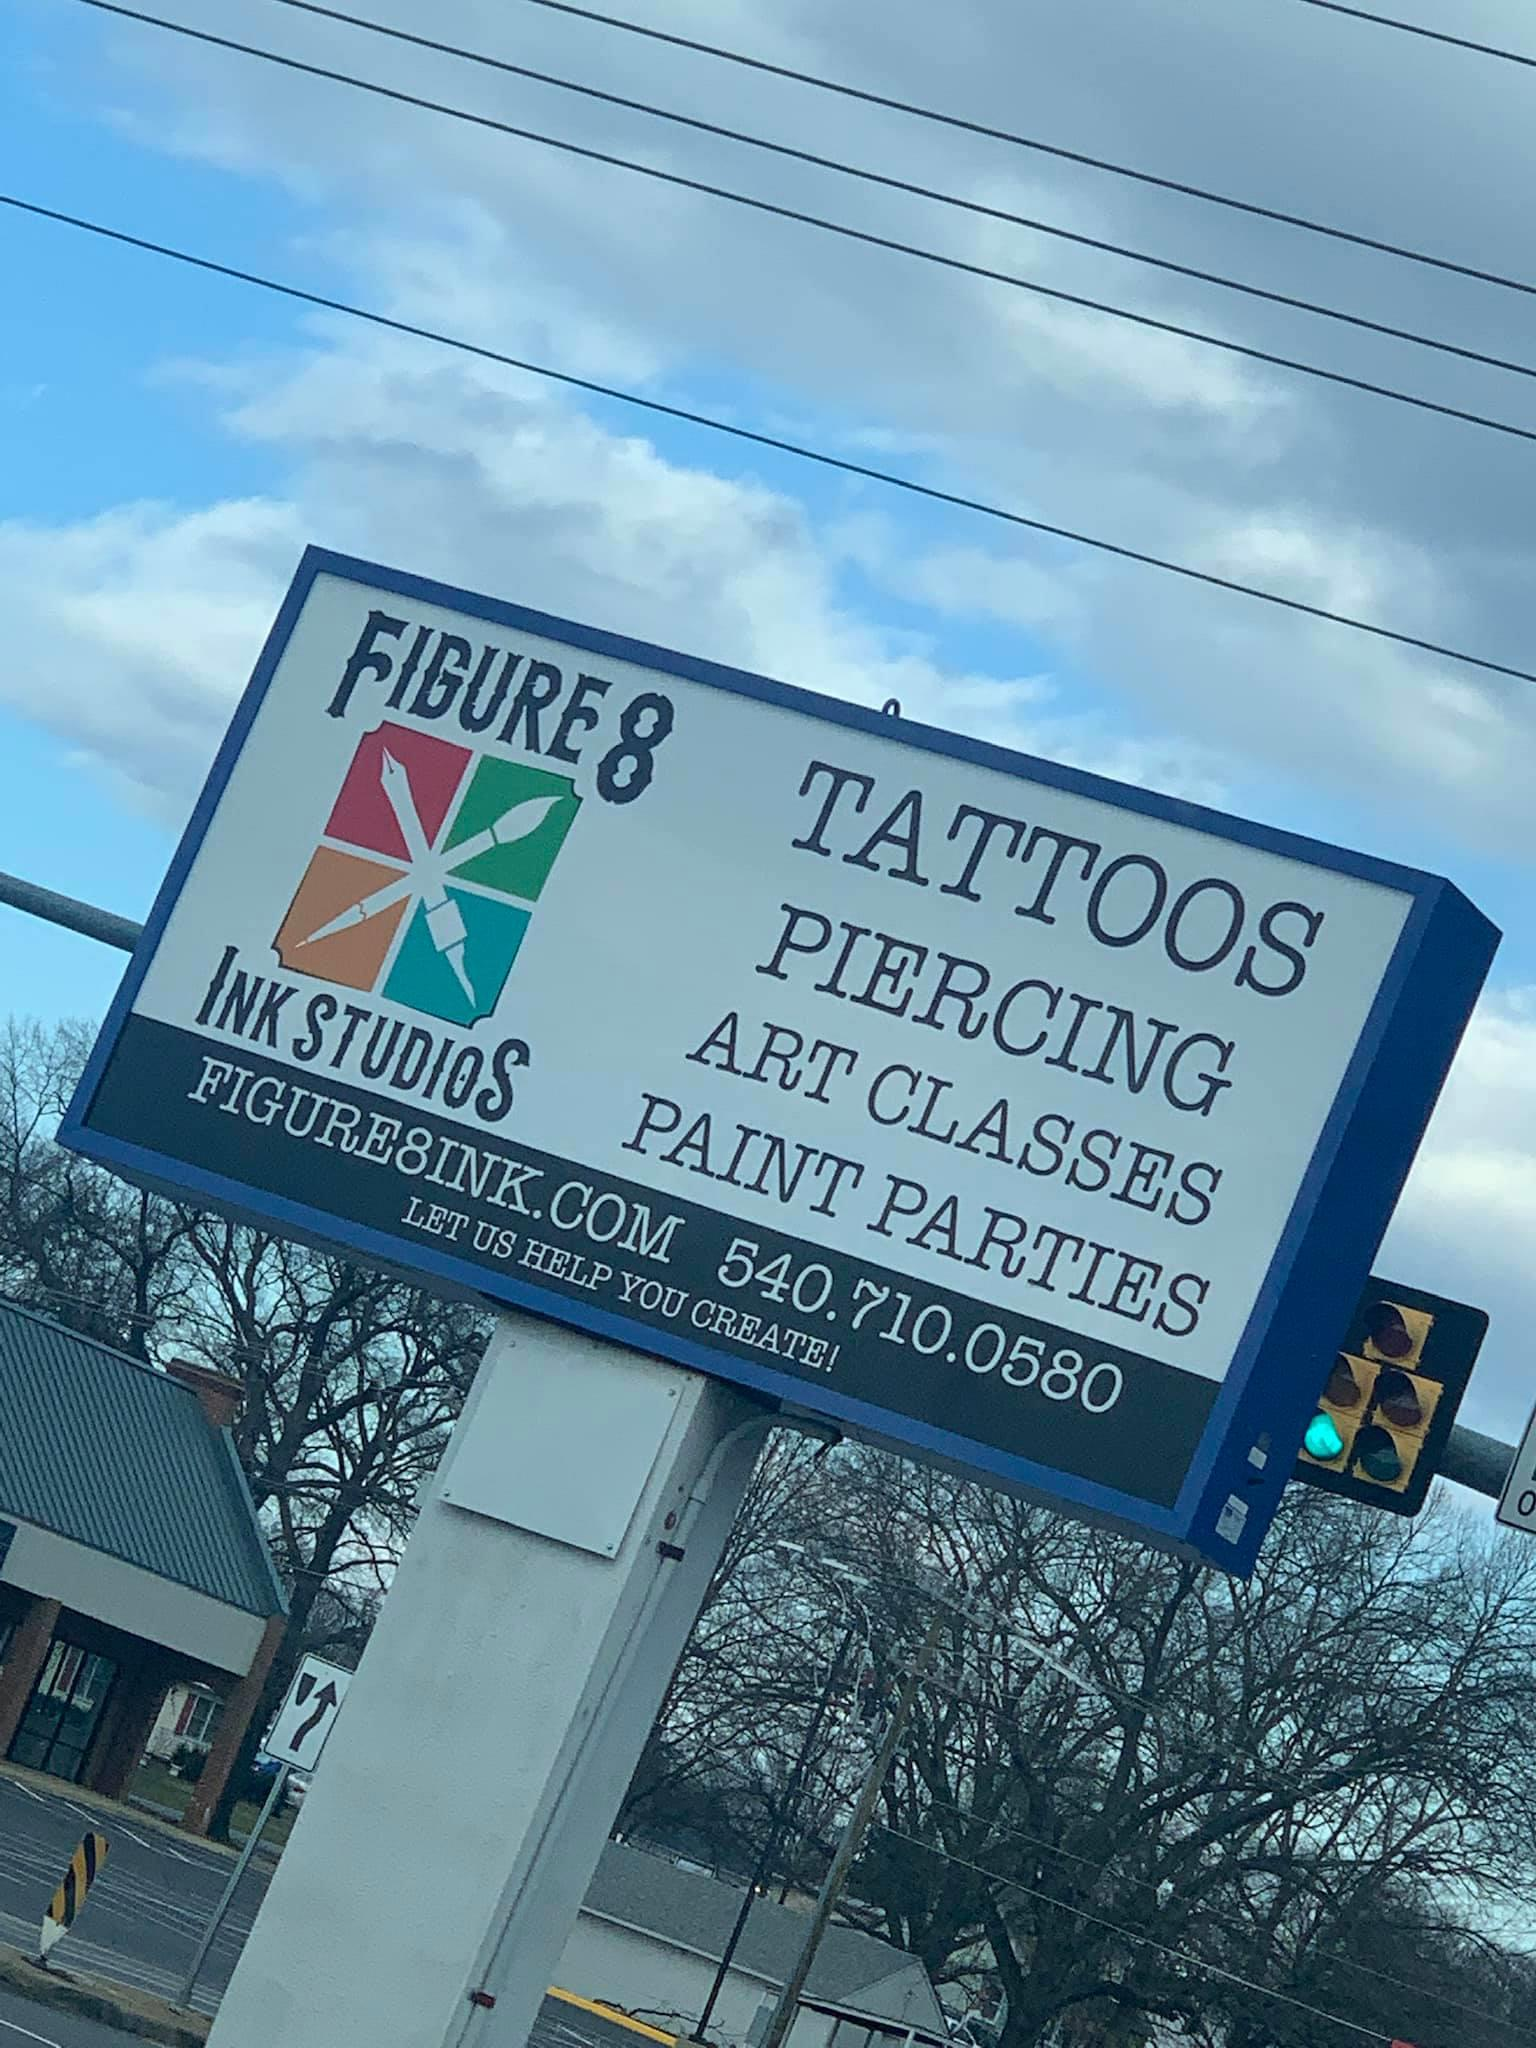 FIGURE 8
INK STUDIOS
TATTOOS
PIERCING
ART CLASSES
PAINT PARTIES
FIGURE8INK.COM 540.710.0580
LET US HELP YOU CREATE!